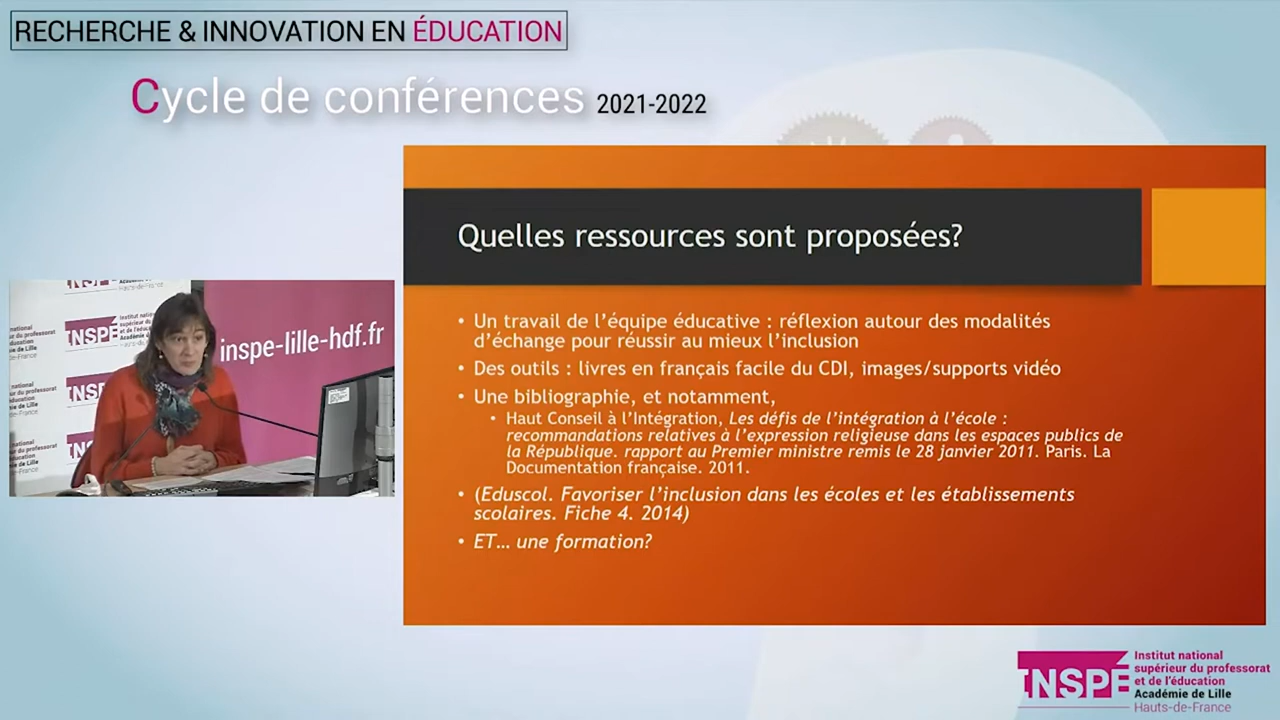 RECHERCHE & INNOVATION EN ÉDUCATION
Cycle de conférences 2021-2022
Quelles ressources sont proposées?
• Un travail de l'équipe éducative : réflexion autour des modalités
d'échange pour réussir au mieux l'inclusion
• Des outils : livres en français facile du CDI, images/supports vidéo
• Une bibliographie, et notamment,
• Haut Conseil à l'Intégration, Les défis de l'intégration à l'école :
recommandations relatives à l'expression religieuse dans les espaces publics de
la République. rapport au Premier ministre remis le 28 janvier 2011. Paris. La
Documentation française. 2011.
• (Eduscol. Favoriser l'inclusion dans les écoles et les établissements
scolaires. Fiche 4. 2014)
• ET… une formation?
INSPÉ
inspe-lille-hdf.fr
INSPÉ
Institut national
supérieur du professorat
et de l'éducation
Académie de Lille
Hauts-de-France